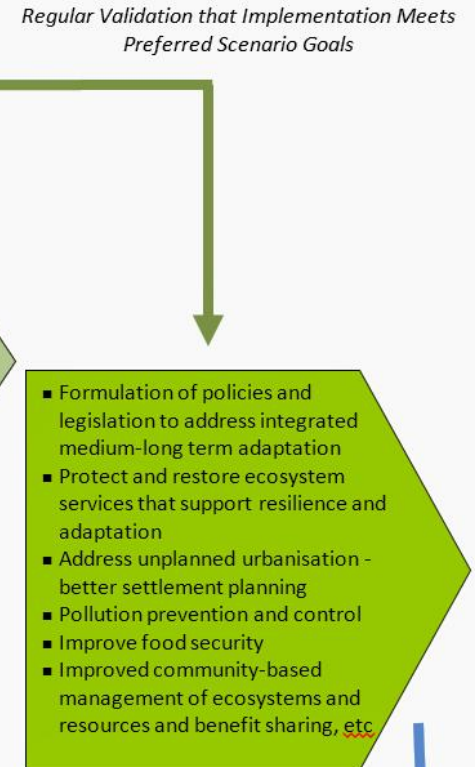 Regular Validation that Implementation Meets
Preferred Scenario Goals
▪ Formulation of policies and
legislation to address integrated
medium-long term adaptation
▪ Protect and restore ecosystem
services that support resilience and
adaptation
▪ Address unplanned urbanisation -
better settlement planning
▪ Pollution prevention and control
▪ Improve food security
▪ Improved community-based
management of ecosystems and
resources and benefit sharing, etc